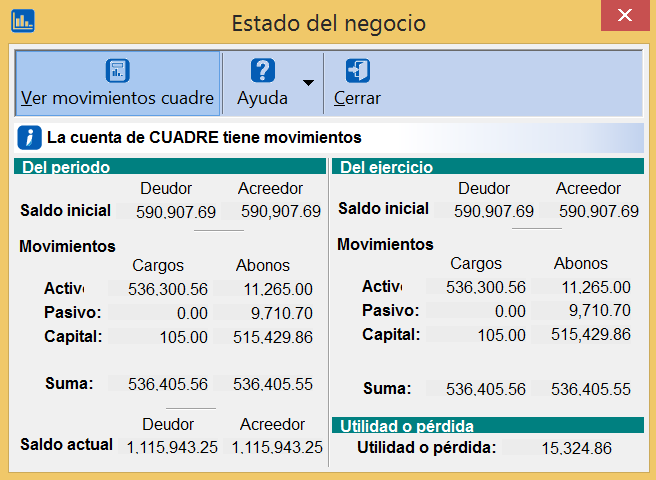 Estado del negocio
Ver movimientos cuadre Ayuda Cerrar
La cuenta de CUADRE tiene movimientos
Del periodo
Deudor Acreedor
Saldo inicial 590,907.69 590,907.69
Movimientos
Cargos Abonos
Activo 536,300.56 11,265.00
Pasivo: 0.00 9,710.70
Capital: 105.00 515,429.86
Suma: 536,405.56 536,405.55
Deudor Acreedor
Saldo actual 1,115,943.25 1,115,943.25
Del ejercicio
Deudor Acreedor
Saldo inicial 590,907.69 590,907.69
Movimientos
Cargos Abonos
Activo 536,300.56 11,265.00
Pasivo: 0.00 9,710.70
Capital: 105.00 515,429.86
Suma: 536,405.56 536,405.55
Utilidad o pérdida
Utilidad o pérdida: 15,324.86